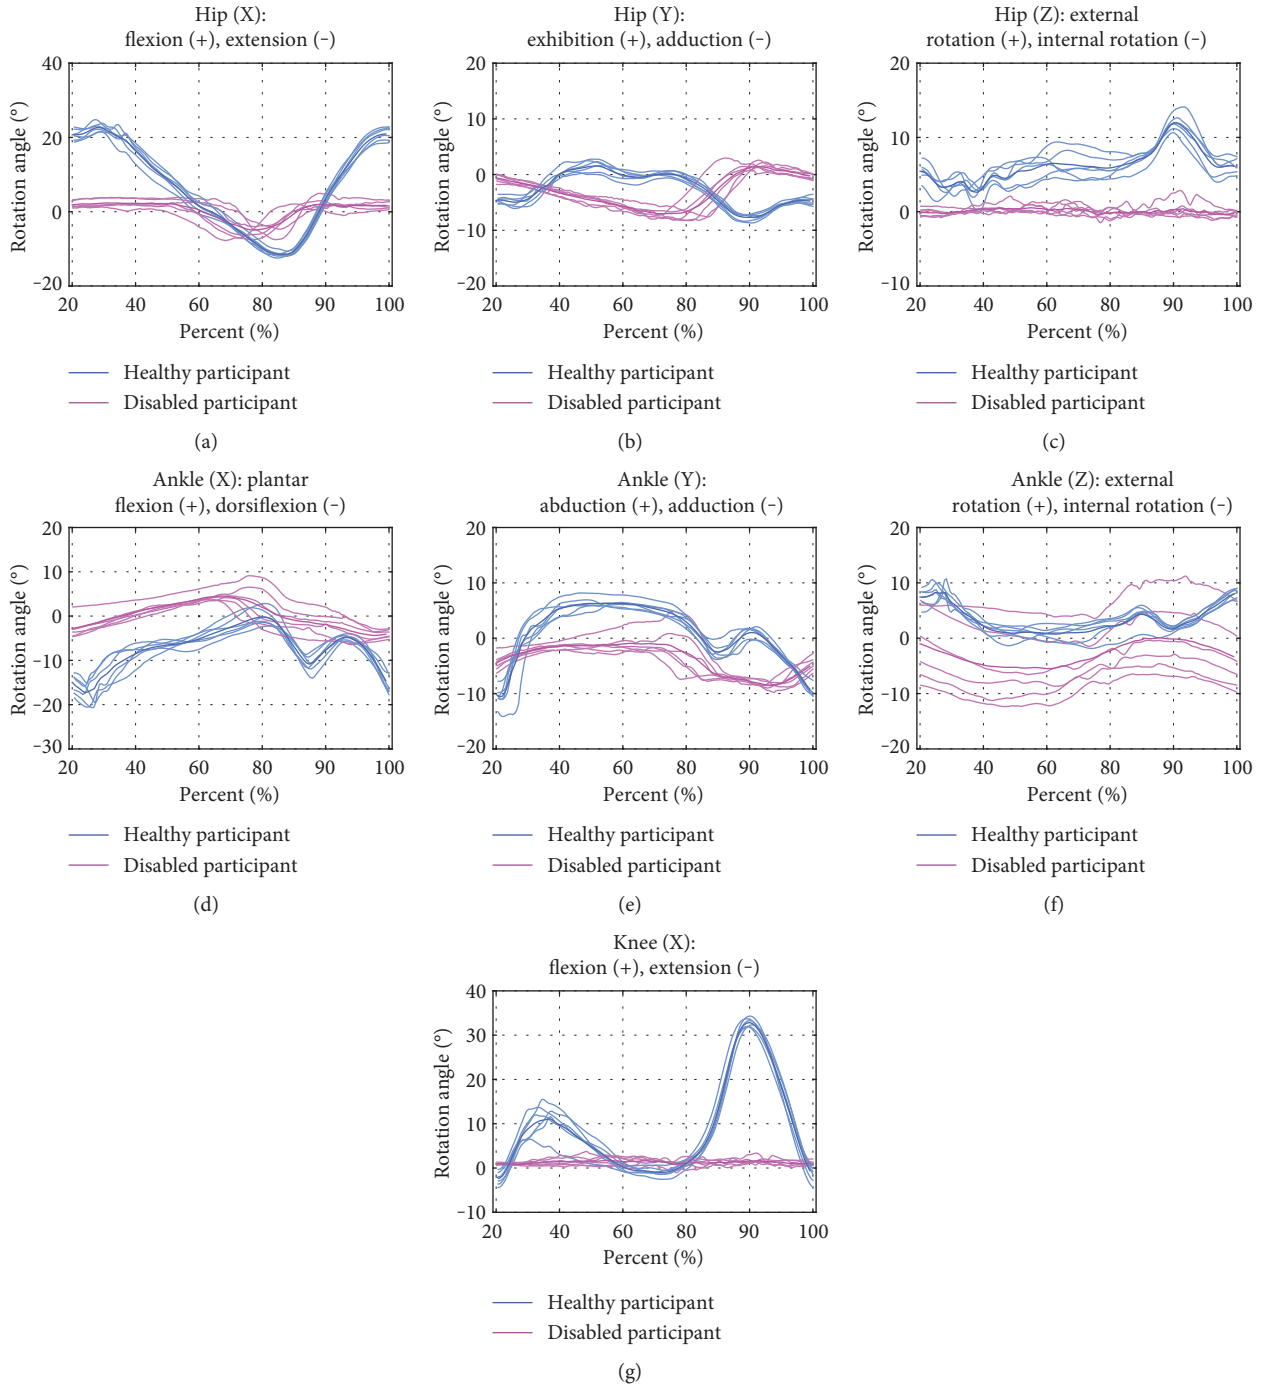 Hip (X):
flexion (+), extension (−)
Rotation angle (°)
40
20
0
−20
20
40
60
80
90
100
Percent (%)
Healthy participant
Disabled participant
(a)
Hip (Y):
exhibition (+), adduction (−)
Rotation angle (°)
20
10
0
−10
−20
20
40
60
80
90
100
Percent (%)
Healthy participant
Disabled participant
(b)
Hip (Z): external
rotation (+), internal rotation (−)
Rotation angle (°)
20
10
0
−10
20
40
60
80
90
100
Percent (%)
Healthy participant
Disabled participant
(c)
Ankle (X): plantar
flexion (+), dorsiflexion (−)
Rotation angle (°)
20
10
0
−10
−20
−30
20
40
60
80
90
100
Percent (%)
Healthy participant
Disabled participant
(d)
Ankle (Y):
abduction (+), adduction (−)
Rotation angle (°)
20
10
0
−10
−20
20
40
60
80
90
100
Percent (%)
Healthy participant
Disabled participant
(e)
Ankle (Z): external
rotation (+), internal rotation (−)
Rotation angle (°)
20
10
0
−10
−20
20
40
60
80
90
100
Percent (%)
Healthy participant
Disabled participant
(f)
Knee (X):
flexion (+), extension (−)
Rotation angle (°)
40
30
20
10
0
−10
20
40
60
80
90
100
Percent (%)
Healthy participant
Disabled participant
(g)